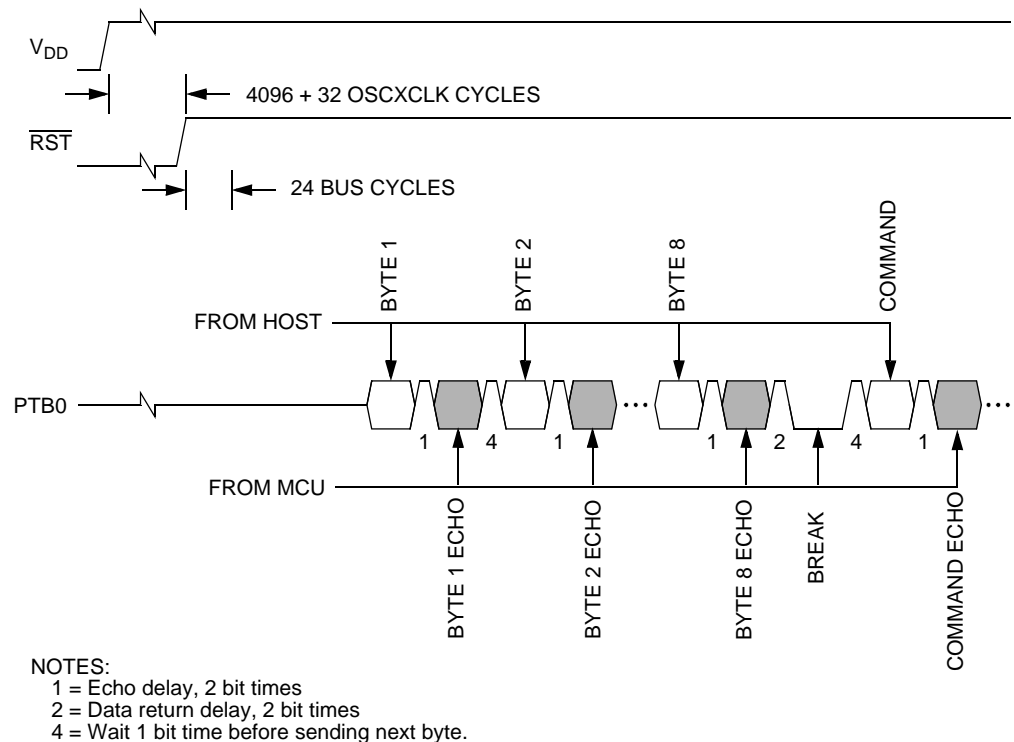 VDD
4096 + 32 OSCXCLK CYCLES
RST
24 BUS CYCLES
BYTE 1
BYTE 2
BYTE 8
COMMAND
FROM HOST
PTB0
1
4
1
1
2
4
1
FROM MCU
BYTE 1 ECHO
BYTE 2 ECHO
BYTE 8 ECHO
BREAK
COMMAND ECHO
NOTES:
1 = Echo delay, 2 bit times
2 = Data return delay, 2 bit times
4 = Wait 1 bit time before sending next byte.